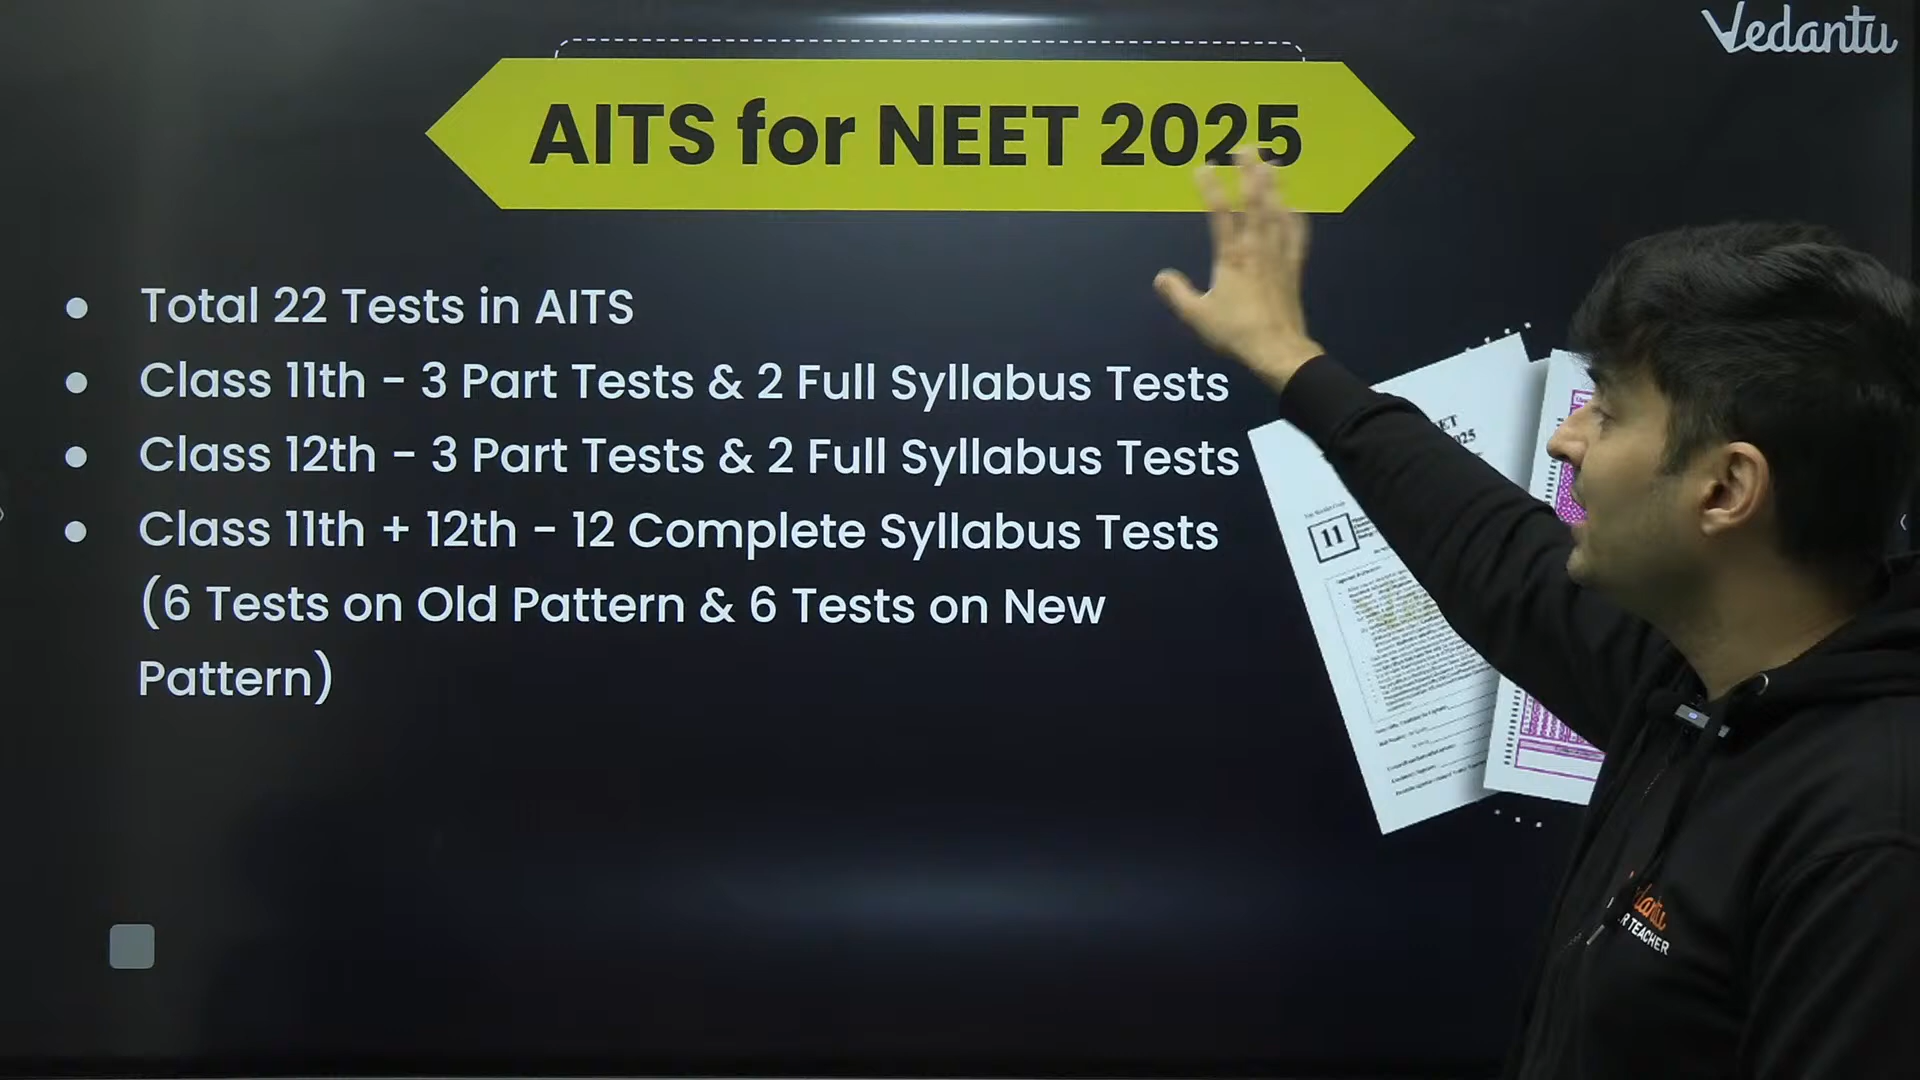 Vedantu
AITS for NEET 2025
• Total 22 Tests in AITS
• Class 11th - 3 Part Tests & 2 Full Syllabus Tests
• Class 12th - 3 Part Tests & 2 Full Syllabus Tests
• Class 11th + 12th - 12 Complete Syllabus Tests
(6 Tests on Old Pattern & 6 Tests on New
Pattern)
11
TEACHER